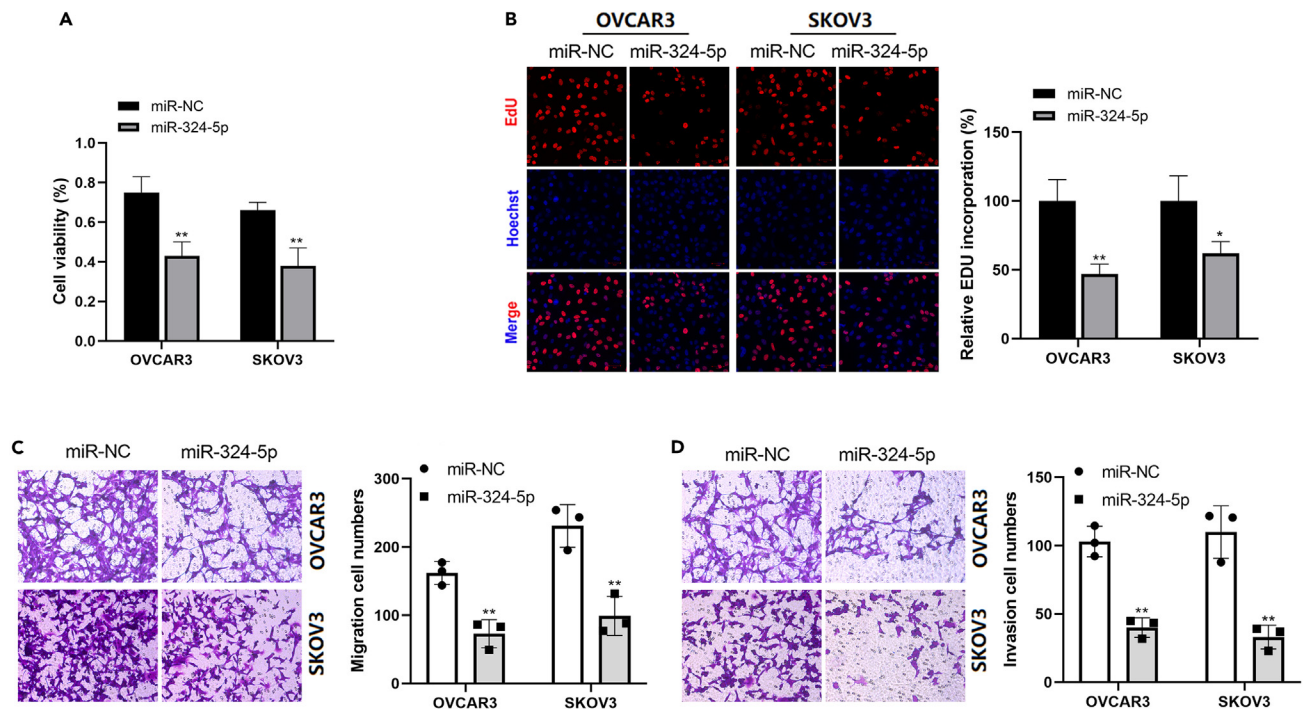 A
miR-NC
miR-324-5p
Cell viability (%)
1.0
0.8
0.6
0.4
0.2
0.0
**
**
OVCAR3
SKOV3
B
OVCAR3
SKOV3
miR-NC
miR-324-5p
miR-NC
miR-324-5p
EdU
Hoechst
Merge
miR-NC
miR-324-5p
Relative EDU incorporation (%)
150
100
50
0
**
*
OVCAR3
SKOV3
C
miR-NC
miR-324-5p
OVCAR3
SKOV3
miR-NC
miR-324-5p
Migration cell numbers
300
200
100
0
**
**
OVCAR3
SKOV3
D
miR-NC
miR-324-5p
OVCAR3
SKOV3
miR-NC
miR-324-5p
Invasion cell numbers
150
100
50
0
**
**
OVCAR3
SKOV3